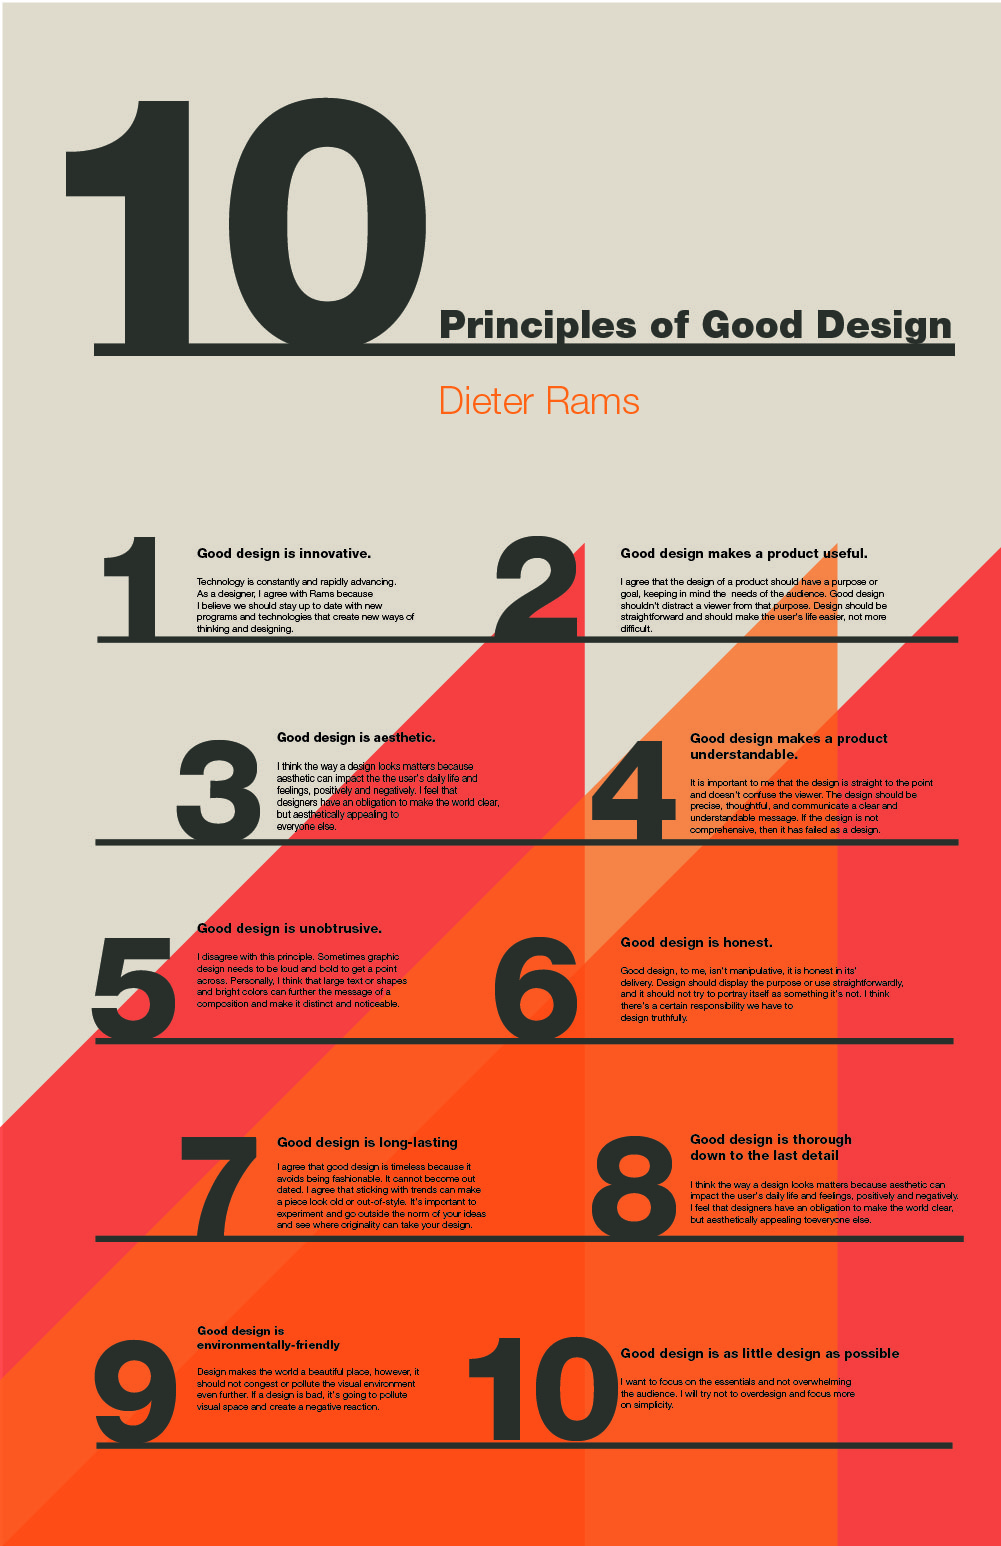 10
Principles of Good Design
Dieter Rams
1
Good design is innovative.
Technology is constantly and rapidly advancing.
As a designer, I agree with Rams because
I believe we should stay up to date with new
programs and technologies that create new ways of
thinking and designing.
2
Good design makes a product useful.
I agree that the design of a product should have a purpose or
goal, keeping in mind the needs of the audience. Good design
shouldn't distract a viewer from that purpose. Design should be
straightforward and should make the user's life easier, not more
difficult.
3
Good design is aesthetic.
I think the way a design looks matters because
aesthetic can impact the the user's daily life and
feelings, positively and negatively. I feel that
designers have an obligation to make the world clear,
but aesthetically appealing to
everyone else.
4
Good design makes a product
understandable.
It is important to me that the design is straight to the point
and doesn't confuse the viewer. The design should be
precise, thoughtful, and communicate a clear and
understandable message. If the design is not
comprehensive, then it has failed as a design.
5
Good design is unobtrusive.
I disagree with this principle. Sometimes graphic
design needs to be loud and bold to get a point
across. Personally, I think that large text or shapes
and bright colors can further the message of a
composition and make it distinct and noticeable.
6
Good design is honest.
Good design, to me, isn't manipulative, it is honest in its'
delivery. Design should display the purpose or use straightforwardly,
and it should not try to portray itself as something it's not. I think
there's a certain responsibility we have to
design truthfully.
7
Good design is long-lasting
I agree that good design is timeless because it
avoids being fashionable. It cannot become out
dated. I agree that sticking with trends can make
a piece look old or out-of-style. It's important to
experiment and go outside the norm of your ideas
and see where originality can take your design.
8
Good design is thorough
down to the last detail
I think the way a design looks matters because aesthetic can
impact the user's daily life and feelings, positively and negatively.
I feel that designers have an obligation to make the world clear,
but aesthetically appealing toeveryone else.
9
Good design is
environmentally-friendly
Design makes the world a beautiful place, however, it
should not congest or pollute the visual environment
even further. If a design is bad, it's going to pollute
visual space and create a negative reaction.
10
Good design is as little design as possible
I want to focus on the essentials and not overwhelming
the audience. I will try not to overdesign and focus more
on simplicity.